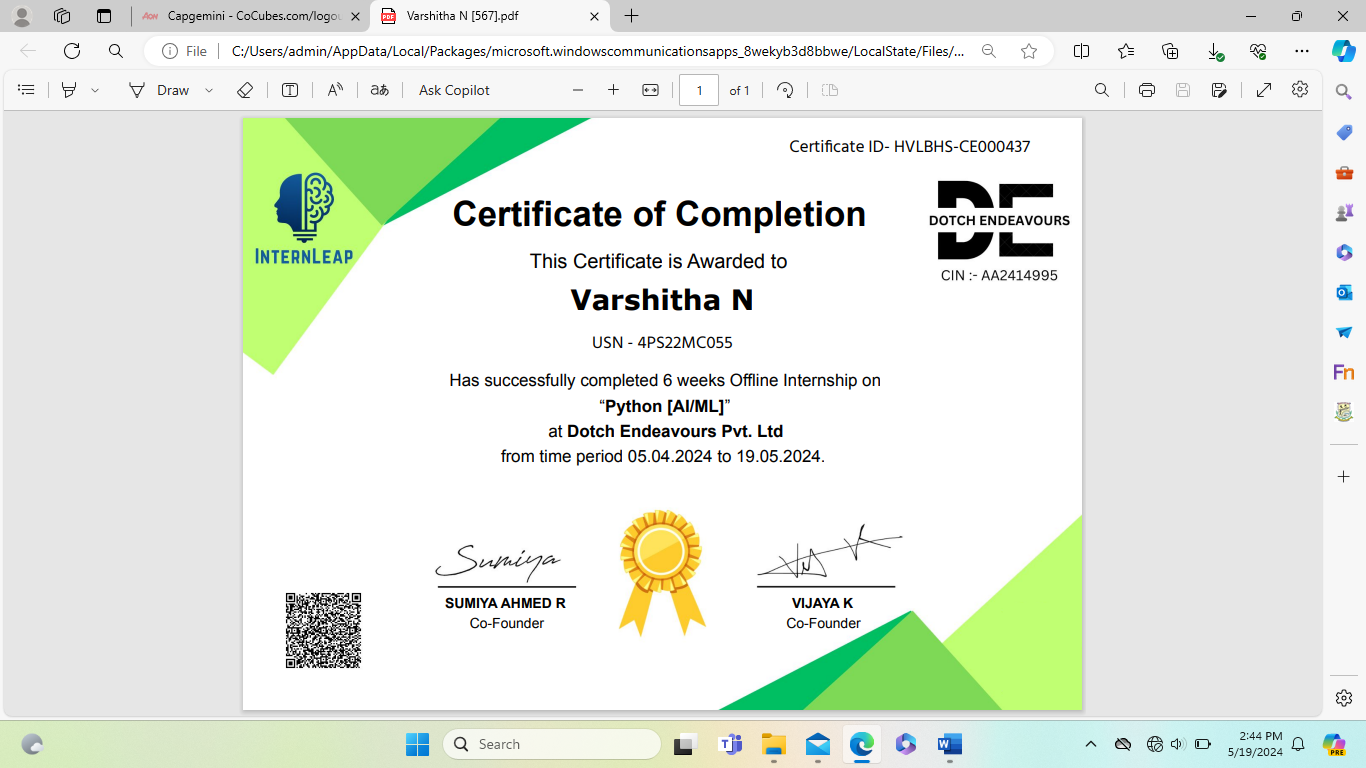 Capgemini - CoCubes.com/logou
Varshitha N [567].pdf
File
C:/Users/admin/AppData/Local/Packages/microsoft.windowscommunicationsapps_8wekyb3d8bbwe/LocalState/Files/...
Draw
Ask Copilot
1 of 1
Certificate ID- HVLBHS-CE000437
INTERNLEAP
DE
DOTCH ENDEAVOURS
CIN :- AA2414995
Certificate of Completion
This Certificate is Awarded to
Varshitha N
USN - 4PS22MC055
Has successfully completed 6 weeks Offline Internship on
“Python [AI/ML]”
at Dotch Endeavours Pvt. Ltd
from time period 05.04.2024 to 19.05.2024.
Sumiya
SUMIYA AHMED R
Co-Founder
VIJAYA K
Co-Founder
Search
2:44 PM
5/19/2024